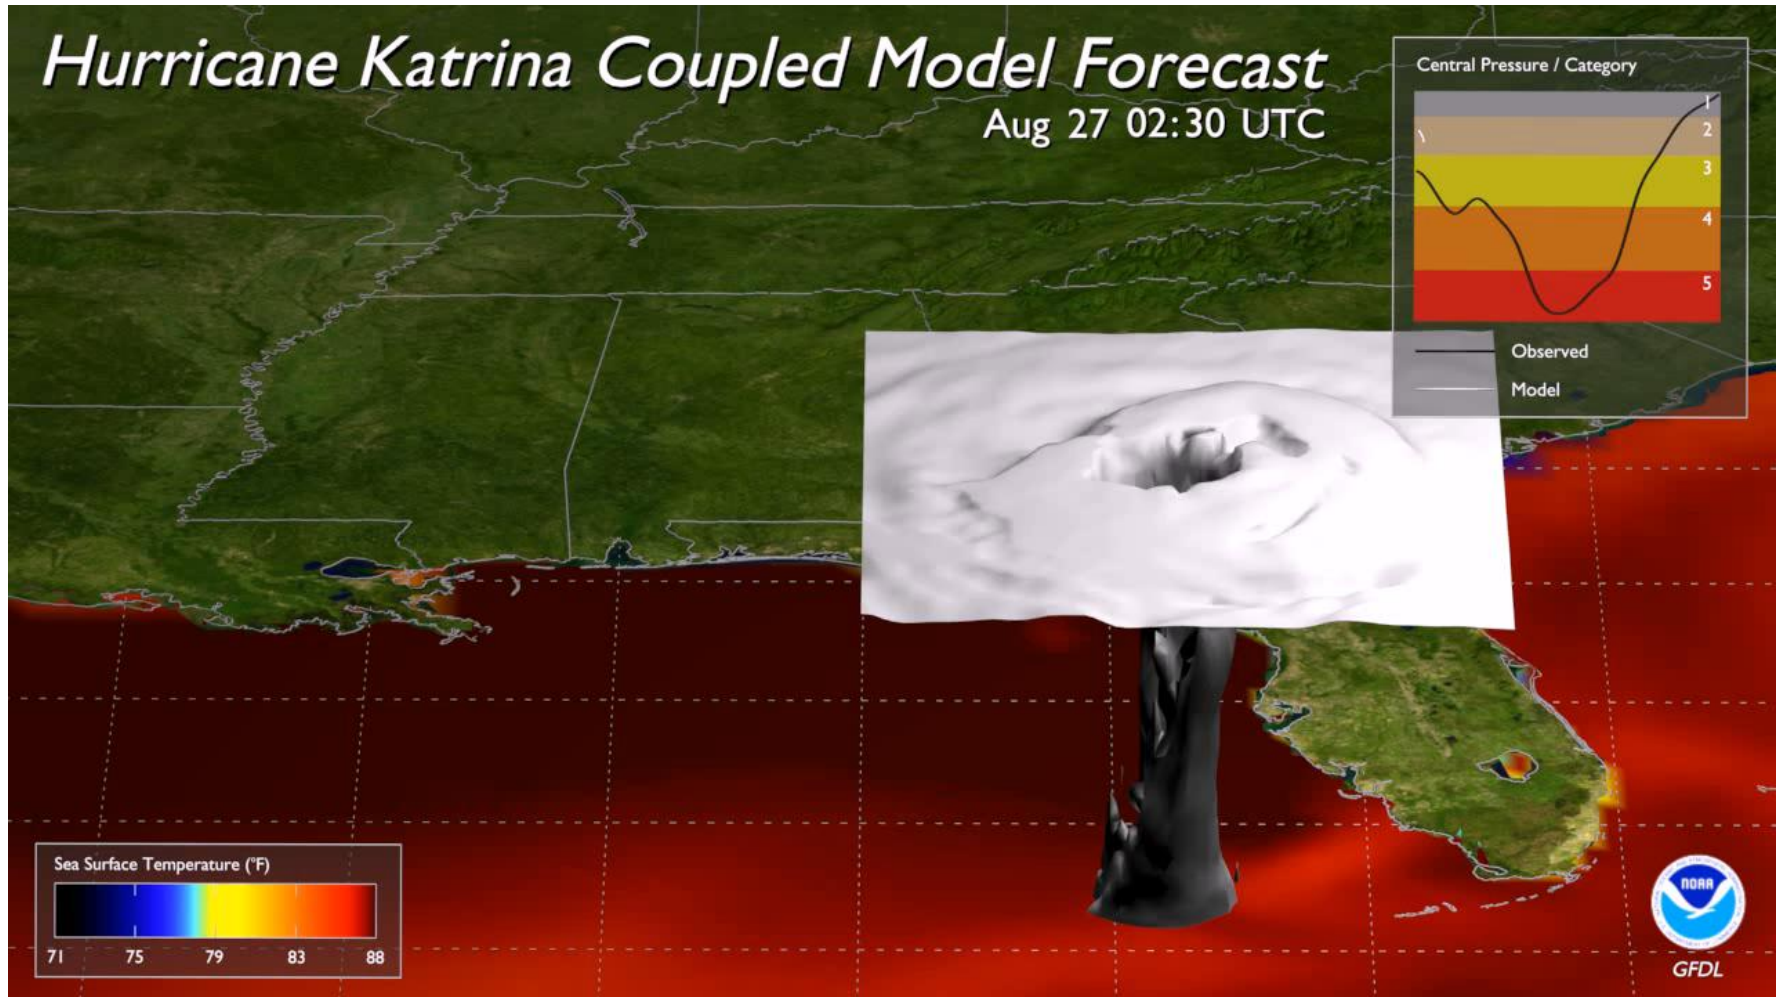 Hurricane Katrina Coupled Model Forecast
Aug 27 02:30 UTC
Central Pressure / Category
1
2
3
4
5
Observed
Model
Sea Surface Temperature (°F)
71 75 79 83 88
NOAA
GFDL